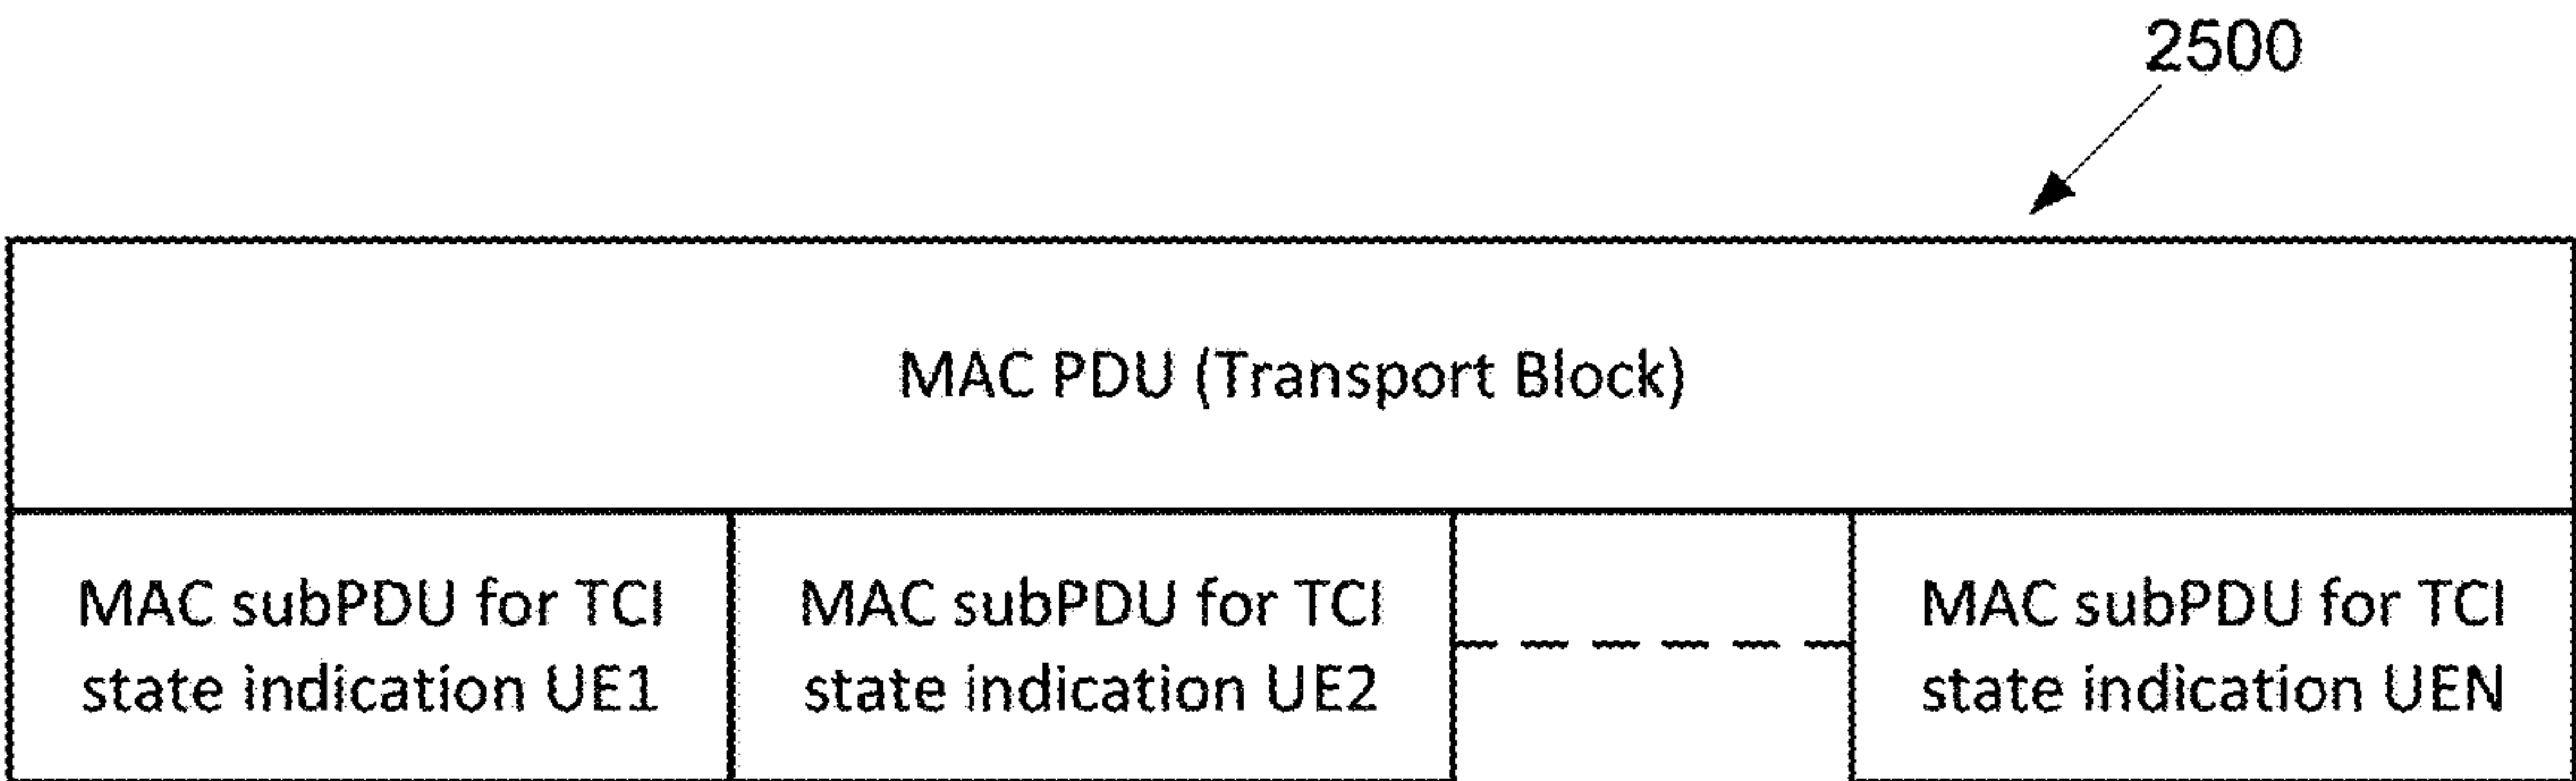 2500
MAC PDU (Transport Block)
MAC subPDU for TCI
state indication UE1
MAC subPDU for TCI
state indication UE2
MAC subPDU for TCI
state indication UEN